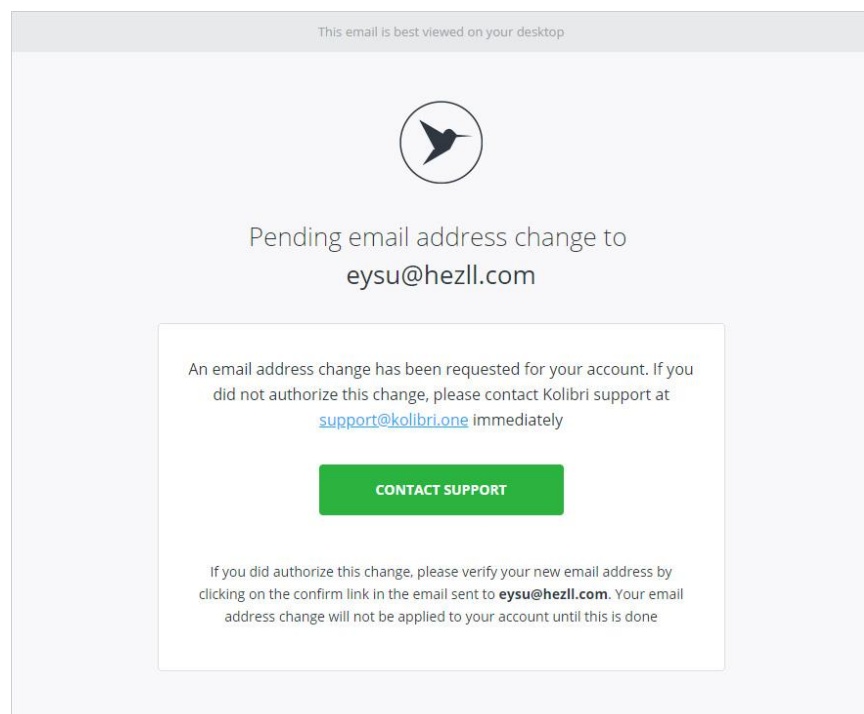 This email is best viewed on your desktop
Pending email address change to
eysu@hezll.com
An email address change has been requested for your account. If you
did not authorize this change, please contact Kolibri support at
support@kolibri.one immediately
CONTACT SUPPORT
If you did authorize this change, please verify your new email address by
clicking on the confirm link in the email sent to eysu@hezll.com. Your email
address change will not be applied to your account until this is done